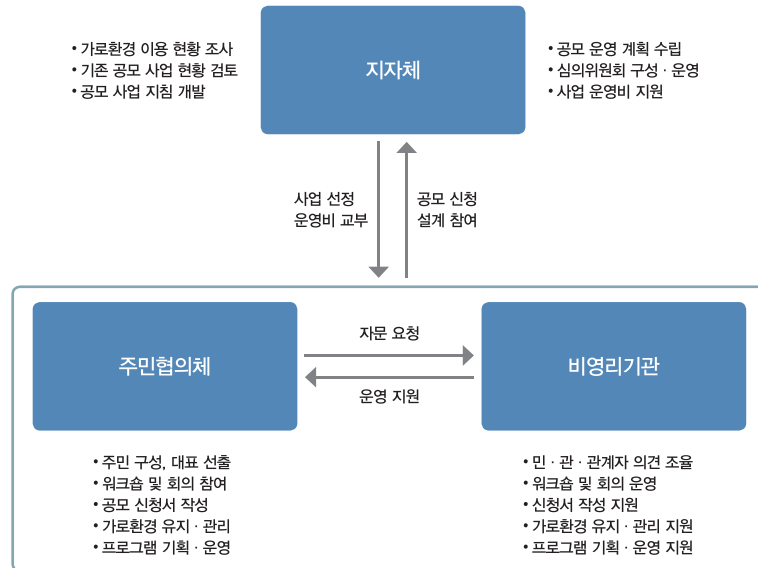 • 가로환경 이용 현황 조사
• 기존 공모 사업 현황 검토
• 공모 사업 지침 개발
지자체
• 공모 운영 계획 수립
• 심의위원회 구성 · 운영
• 사업 운영비 지원
사업 선정
운영비 교부
공모 신청
설계 참여
주민협의체
자문 요청
운영 지원
비영리기관
• 주민 구성, 대표 선출
• 워크숍 및 회의 참여
• 공모 신청서 작성
• 가로환경 유지 · 관리
• 프로그램 기획 · 운영
• 민 · 관 · 관계자 의견 조율
• 워크숍 및 회의 운영
• 신청서 작성 지원
• 가로환경 유지 · 관리 지원
• 프로그램 기획 · 운영 지원